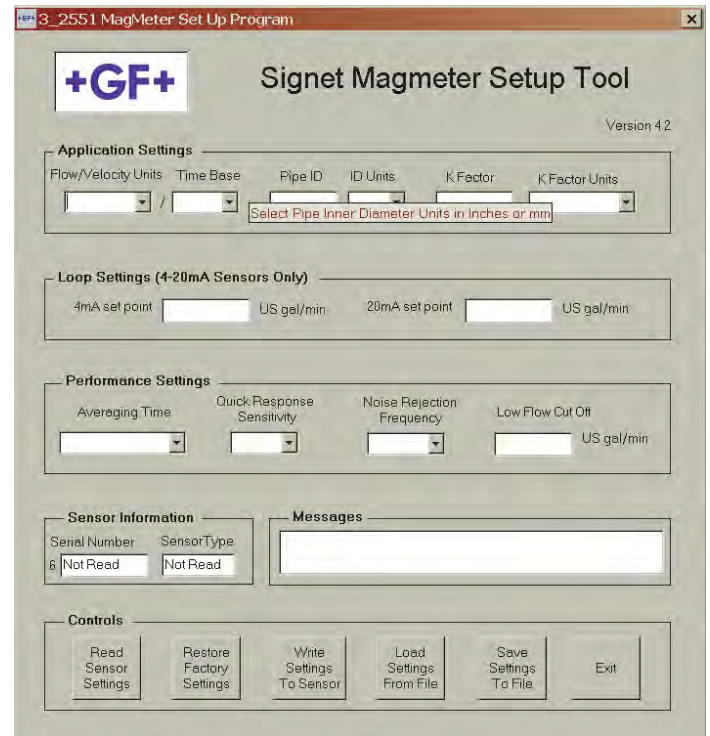 +GF+ 3_2551 MagMeter Set Up Program
+GF+
Signet Magmeter Setup Tool
Version 4.2
Application Settings
Flow/Velocity Units Time Base Pipe ID ID Units K Factor K Factor Units
/
Select Pipe Inner Diameter Units in Inches or mm
Loop Settings (4-20mA Sensors Only)
4mA set point US gal/min 20mA set point US gal/min
Performance Settings
Averaging Time
Quick Response
Sensitivity
Noise Rejection
Frequency
Low Flow Cut Off
US gal/min
Sensor Information
Serial Number SensorType
6 Not Read Not Read
Messages
Controls
Read
Sensor
Settings
Restore
Factory
Settings
Write
Settings
To Sensor
Load
Settings
From File
Save
Settings
To File
Exit